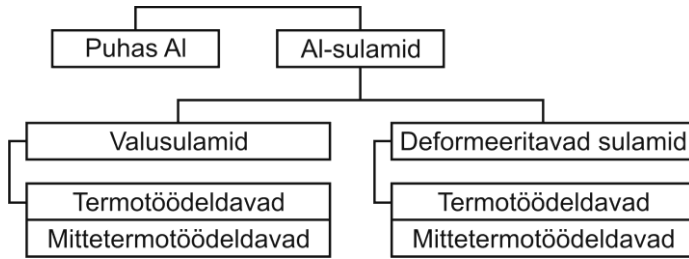 Puhas Al
Al-sulamid
Valusulamid
Deformeeritavad sulamid
Termotöödeldavad
Mittetermotöödeldavad
Termotöödeldavad
Mittetermotöödeldavad